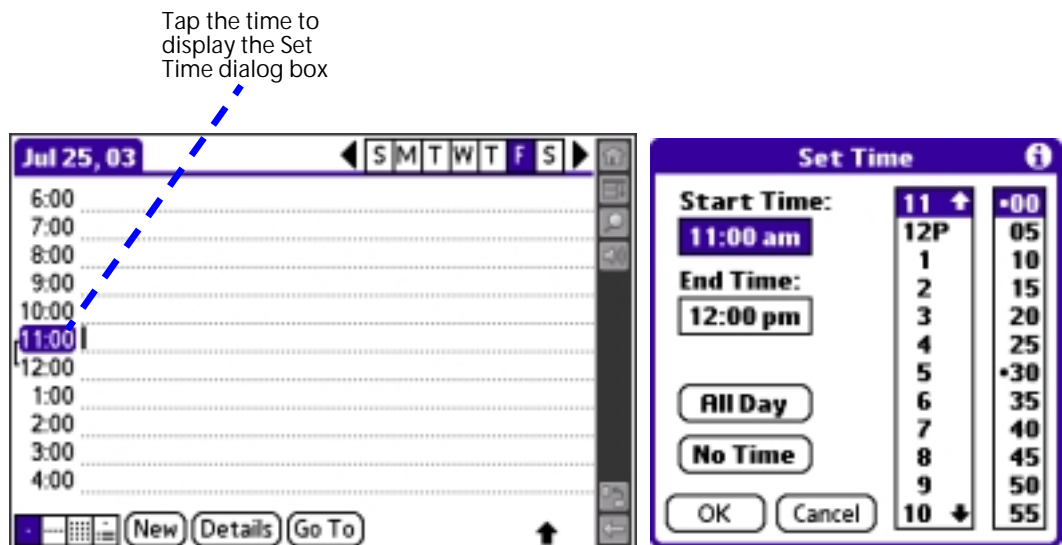 Tap the time to
display the Set
Time dialog box
Jul 25, 03
S M T W T F S
6:00
7:00
8:00
9:00
10:00
11:00
12:00
1:00
2:00
3:00
4:00
New Details Go To
Set Time
Start Time:
11:00 am
End Time:
12:00 pm
All Day
No Time
OK Cancel
11
12P
1
2
3
4
5
6
7
8
9
10
•00
05
10
15
20
25
•30
35
40
45
50
55